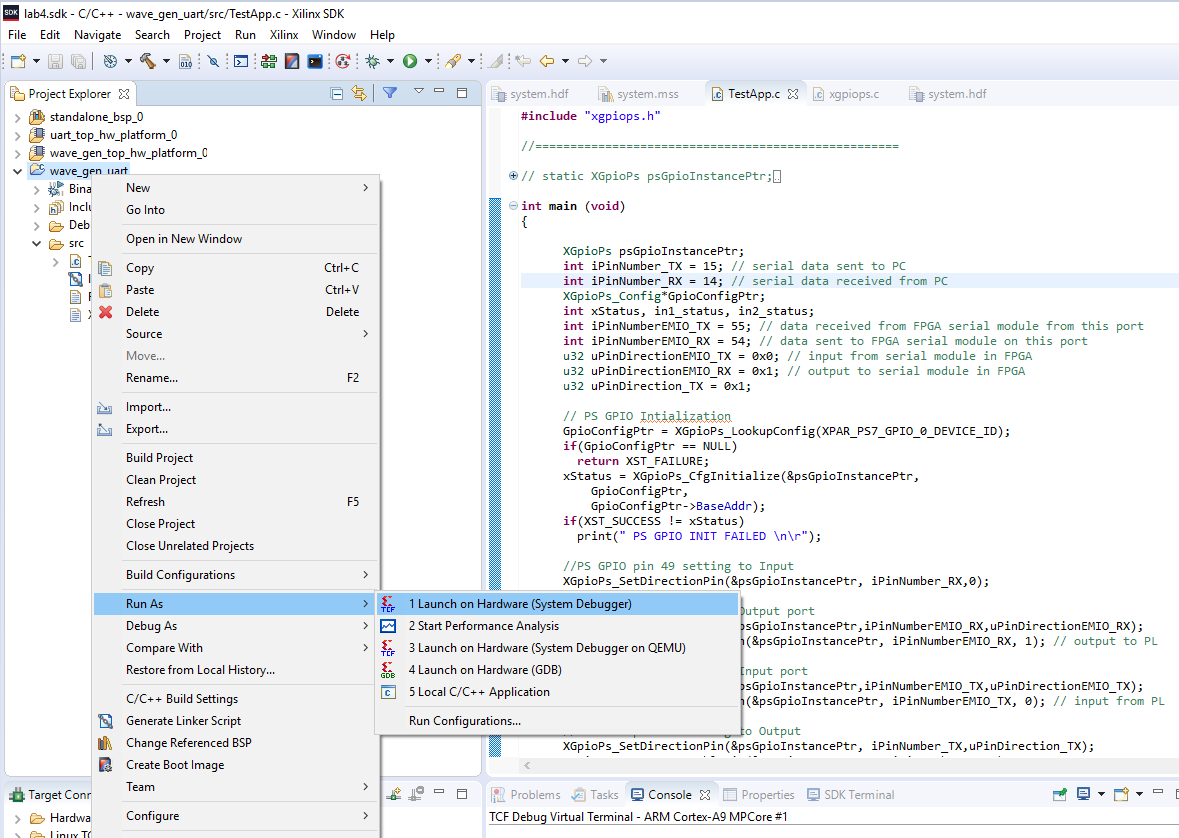 SDK lab4.sdk - C/C++ - wave_gen_uart/src/TestApp.c - Xilinx SDK
File Edit Navigate Search Project Run Xilinx Window Help
010
Project Explorer
standalone_bsp_0
uart_top_hw_platform_0
wave_gen_top_hw_platform_0
wave_gen_uart
Bina
Inclu
Deb
src
New
Go Into
Open in New Window
Copy Ctrl+C
Paste Ctrl+V
Delete Delete
Source
Move...
Rename... F2
Import...
Export...
Build Project
Clean Project
Refresh F5
Close Project
Close Unrelated Projects
Build Configurations
Run As
Debug As
Compare With
Restore from Local History...
C/C++ Build Settings
Generate Linker Script
Change Referenced BSP
Create Boot Image
Team
Configure
TCF 1 Launch on Hardware (System Debugger)
2 Start Performance Analysis
TCF 3 Launch on Hardware (System Debugger on QEMU)
GDB 4 Launch on Hardware (GDB)
c 5 Local C/C++ Application
Run Configurations...
system.hdf system.mss TestApp.c xgpiops.c system.hdf
#include "xgpiops.h"
//====================================================
// static XGpioPs psGpioInstancePtr;
int main (void)
{
XGpioPs psGpioInstancePtr;
int iPinNumber_TX = 15; // serial data sent to PC
int iPinNumber_RX = 14; // serial data received from PC
XGpioPs_Config*GpioConfigPtr;
int xStatus, in1_status, in2_status;
int iPinNumberEMIO_TX = 55; // data received from FPGA serial module from this port
int iPinNumberEMIO_RX = 54; // data sent to FPGA serial module on this port
u32 uPinDirectionEMIO_TX = 0x0; // input from serial module in FPGA
u32 uPinDirectionEMIO_RX = 0x1; // output to serial module in FPGA
u32 uPinDirection_TX = 0x1;
// PS GPIO Intialization
GpioConfigPtr = XGpioPs_LookupConfig(XPAR_PS7_GPIO_0_DEVICE_ID);
if(GpioConfigPtr == NULL)
return XST_FAILURE;
xStatus = XGpioPs_CfgInitialize(&psGpioInstancePtr,
GpioConfigPtr,
GpioConfigPtr->BaseAddr);
if(XST_SUCCESS != xStatus)
print(" PS GPIO INIT FAILED \n\r");
//PS GPIO pin 49 setting to Input
XGpioPs_SetDirectionPin(&psGpioInstancePtr, iPinNumber_RX,0);
Output port
psGpioInstancePtr,iPinNumberEMIO_RX,uPinDirectionEMIO_RX);
n(&psGpioInstancePtr, iPinNumberEMIO_RX, 1); // output to PL
Input port
psGpioInstancePtr,iPinNumberEMIO_TX,uPinDirectionEMIO_TX);
n(&psGpioInstancePtr, iPinNumberEMIO_TX, 0); // input from PL
to Output
XGpioPs_SetDirectionPin(&psGpioInstancePtr, iPinNumber_TX,uPinDirection_TX);
Target Conn
Hardwa
Linux TC
Problems Tasks Console Properties SDK Terminal
TCF Debug Virtual Terminal - ARM Cortex-A9 MPCore #1